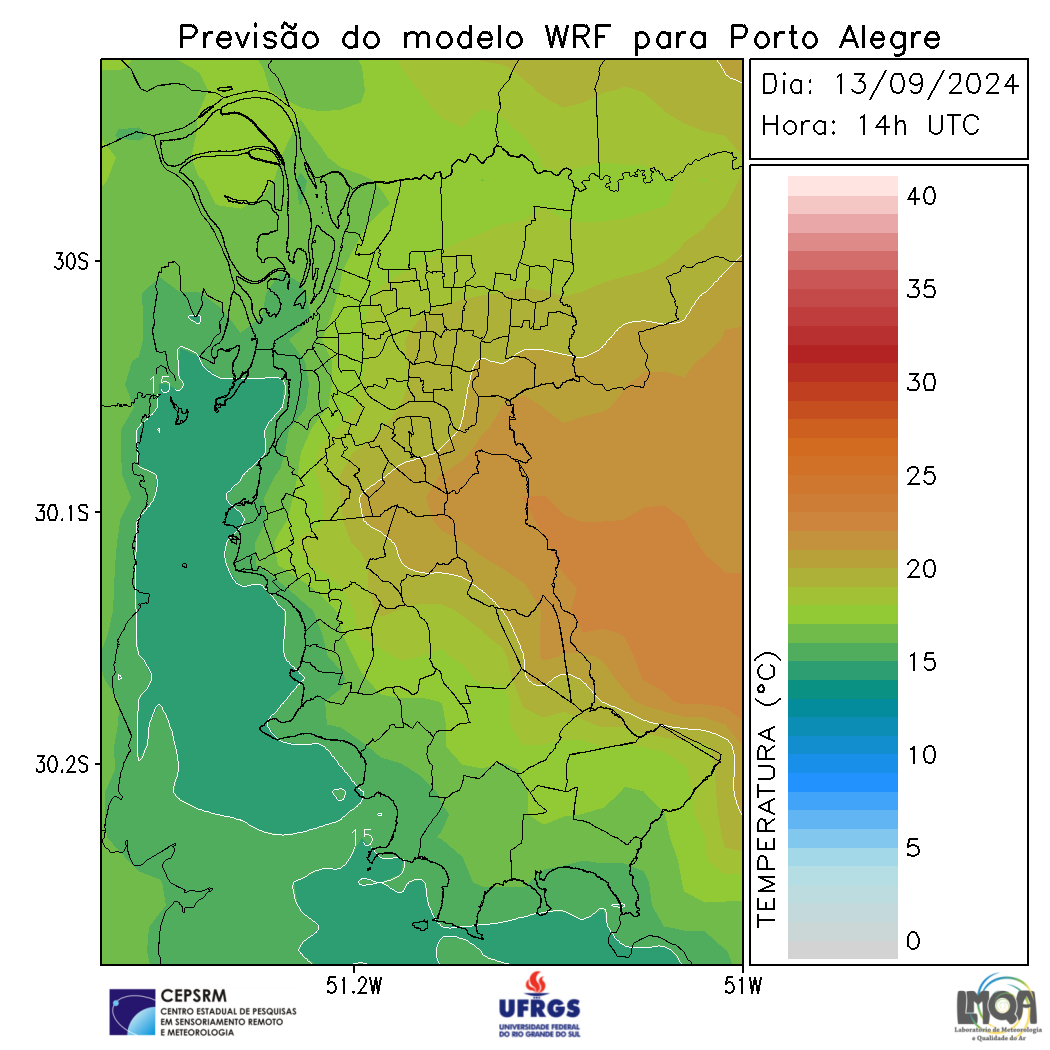 Previsão do modelo WRF para Porto Alegre
Dia: 13/09/2024
Hora: 14h UTC
40
35
30
25
20
15
10
5
0
TEMPERATURA (°C)
30S
30.1S
30.2S
15
15
51.2W
51W
CEPSRM
CENTRO ESTADUAL DE PESQUISAS
EM SENSORIAMENTO REMOTO
E METEOROLOGIA
UFRGS
UNIVERSIDADE FEDERAL
DO RIO GRANDE DO SUL
LMQA
Laboratório de Meteorologia
e Qualidade do Ar